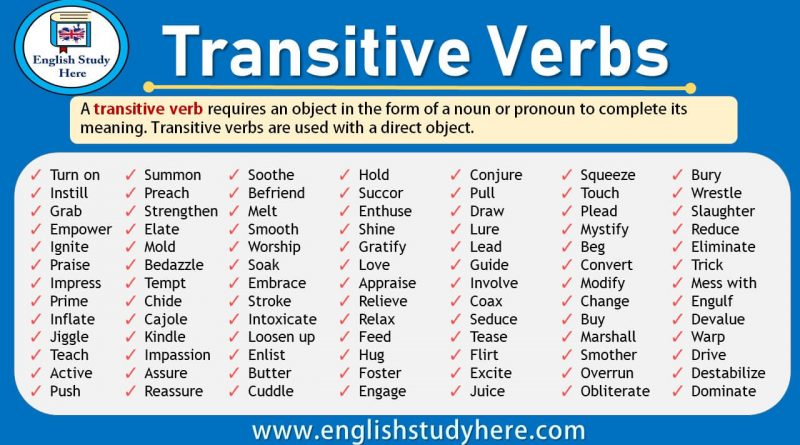 English Study
Here
Transitive Verbs
A transitive verb requires an object in the form of a noun or pronoun to complete its
meaning. Transitive verbs are used with a direct object.
✓ Turn on ✓ Summon ✓ Soothe ✓ Hold ✓ Conjure ✓ Squeeze ✓ Bury
✓ Instill ✓ Preach ✓ Befriend ✓ Succor ✓ Pull ✓ Touch ✓ Wrestle
✓ Grab ✓ Strengthen ✓ Melt ✓ Enthuse ✓ Draw ✓ Plead ✓ Slaughter
✓ Empower ✓ Elate ✓ Smooth ✓ Shine ✓ Lure ✓ Mystify ✓ Reduce
✓ Ignite ✓ Mold ✓ Worship ✓ Gratify ✓ Lead ✓ Beg ✓ Eliminate
✓ Praise ✓ Bedazzle ✓ Soak ✓ Love ✓ Guide ✓ Convert ✓ Trick
✓ Impress ✓ Tempt ✓ Embrace ✓ Appraise ✓ Involve ✓ Modify ✓ Mess with
✓ Prime ✓ Chide ✓ Stroke ✓ Relieve ✓ Coax ✓ Change ✓ Engulf
✓ Inflate ✓ Cajole ✓ Intoxicate ✓ Relax ✓ Seduce ✓ Buy ✓ Devalue
✓ Jiggle ✓ Kindle ✓ Loosen up ✓ Feed ✓ Tease ✓ Marshall ✓ Warp
✓ Teach ✓ Impassion ✓ Enlist ✓ Hug ✓ Flirt ✓ Smother ✓ Drive
✓ Active ✓ Assure ✓ Butter ✓ Foster ✓ Excite ✓ Overrun ✓ Destabilize
✓ Push ✓ Reassure ✓ Cuddle ✓ Engage ✓ Juice ✓ Obliterate ✓ Dominate
www.englishstudyhere.com